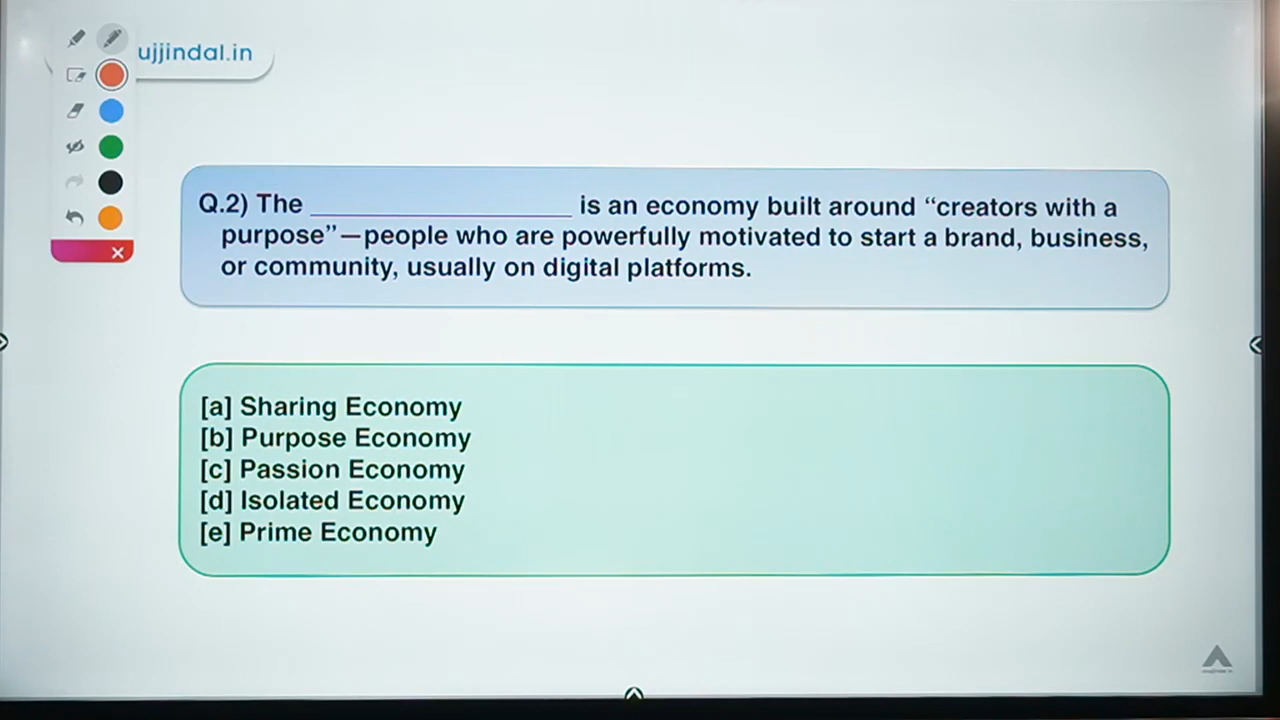 ujjindal.in
Q.2) The _______________ is an economy built around “creators with a
purpose”—people who are powerfully motivated to start a brand, business,
or community, usually on digital platforms.
[a] Sharing Economy
[b] Purpose Economy
[c] Passion Economy
[d] Isolated Economy
[e] Prime Economy